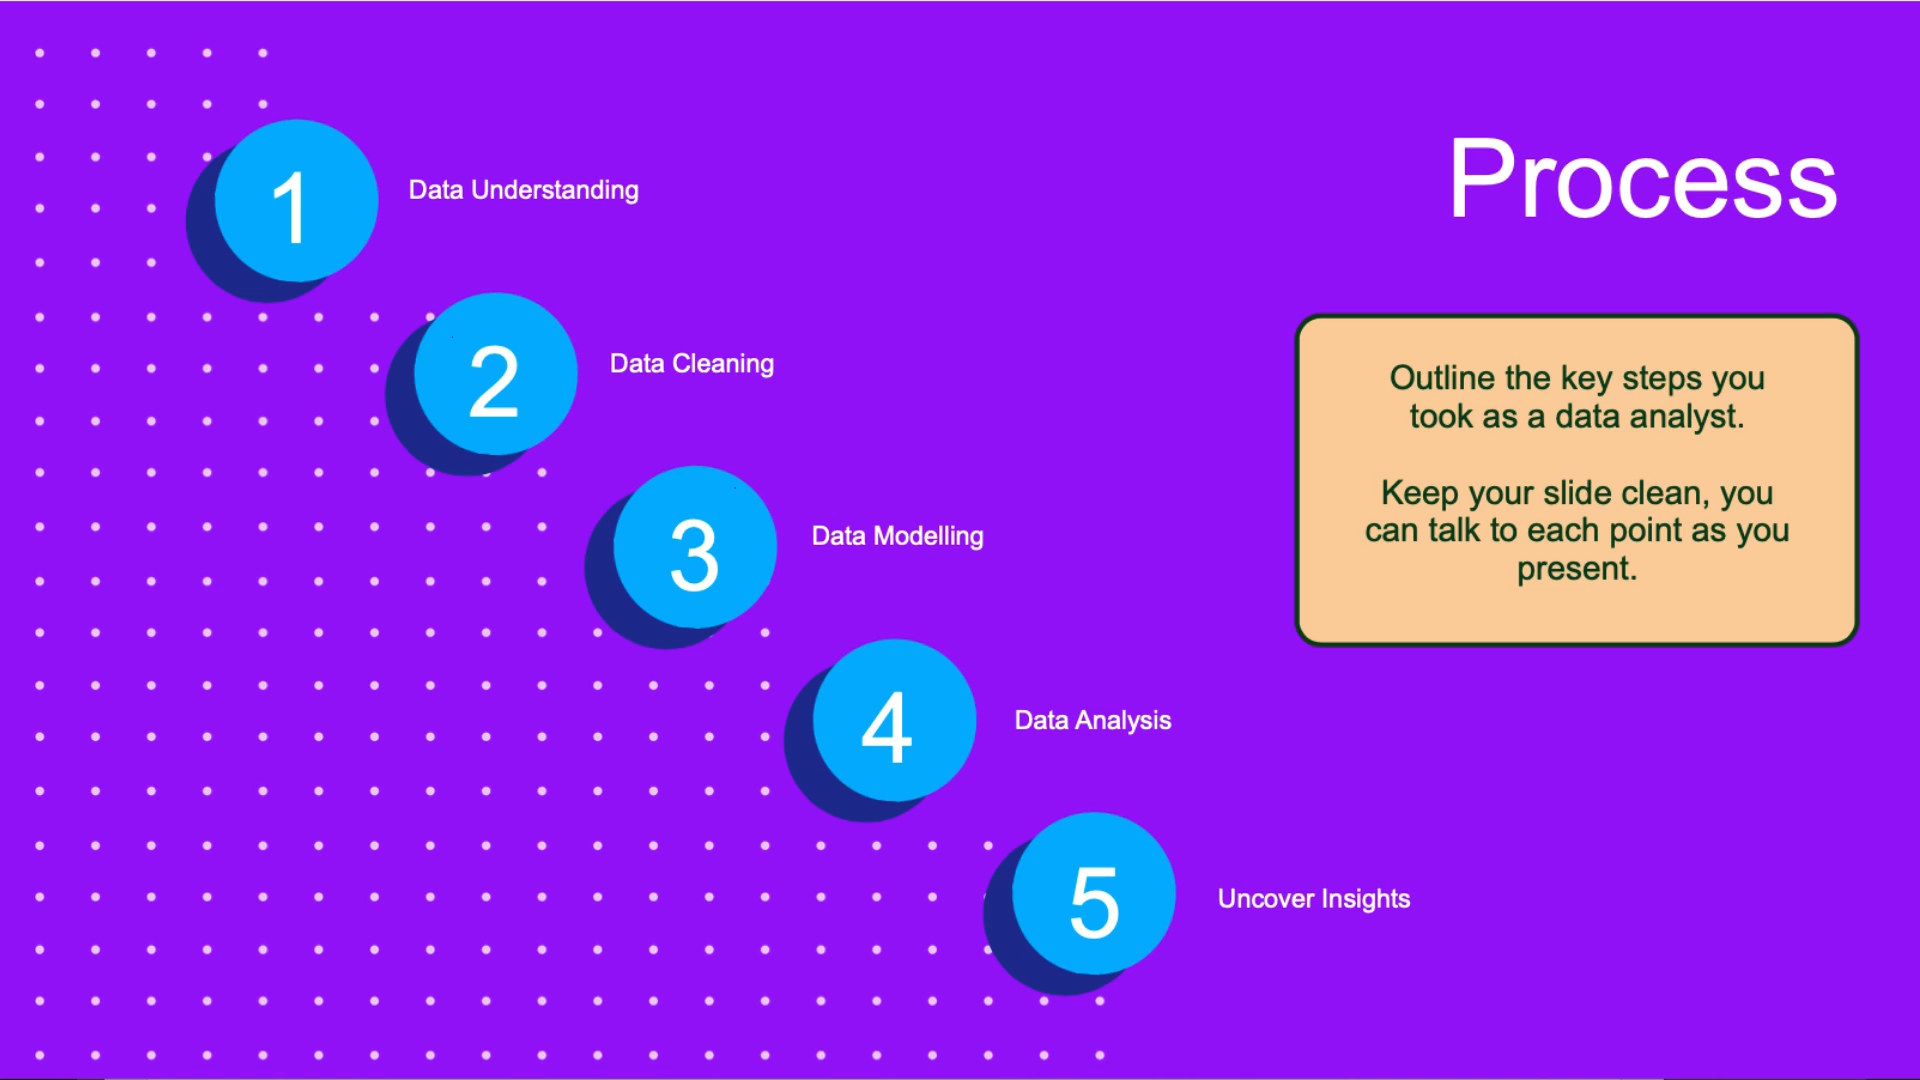 Process
1
Data Understanding
2
Data Cleaning
3
Data Modelling
4
Data Analysis
5
Uncover Insights
Outline the key steps you
took as a data analyst.
Keep your slide clean, you
can talk to each point as you
present.